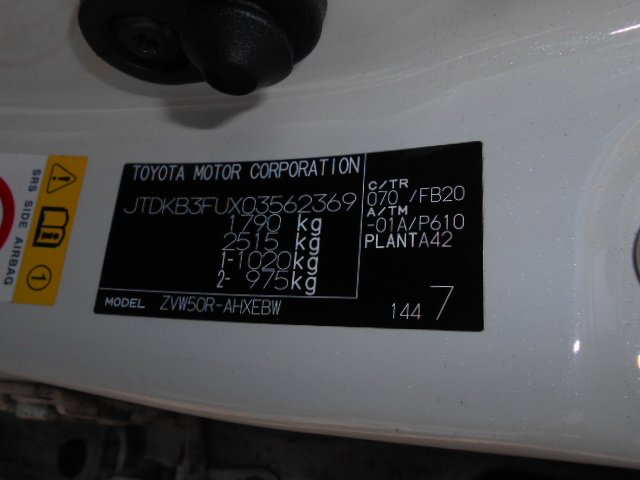 TOYOTA MOTOR CORPORATION
JTDKB3FUX03562369
1790 kg
2515 kg
1-1020kg
2- 975kg
C/TR
070 /FB20
A/TM
-01A/P610
PLANTA42
MODEL ZVW50R-AHXEBW
144 7
SRS SIDE AIRBAG
1